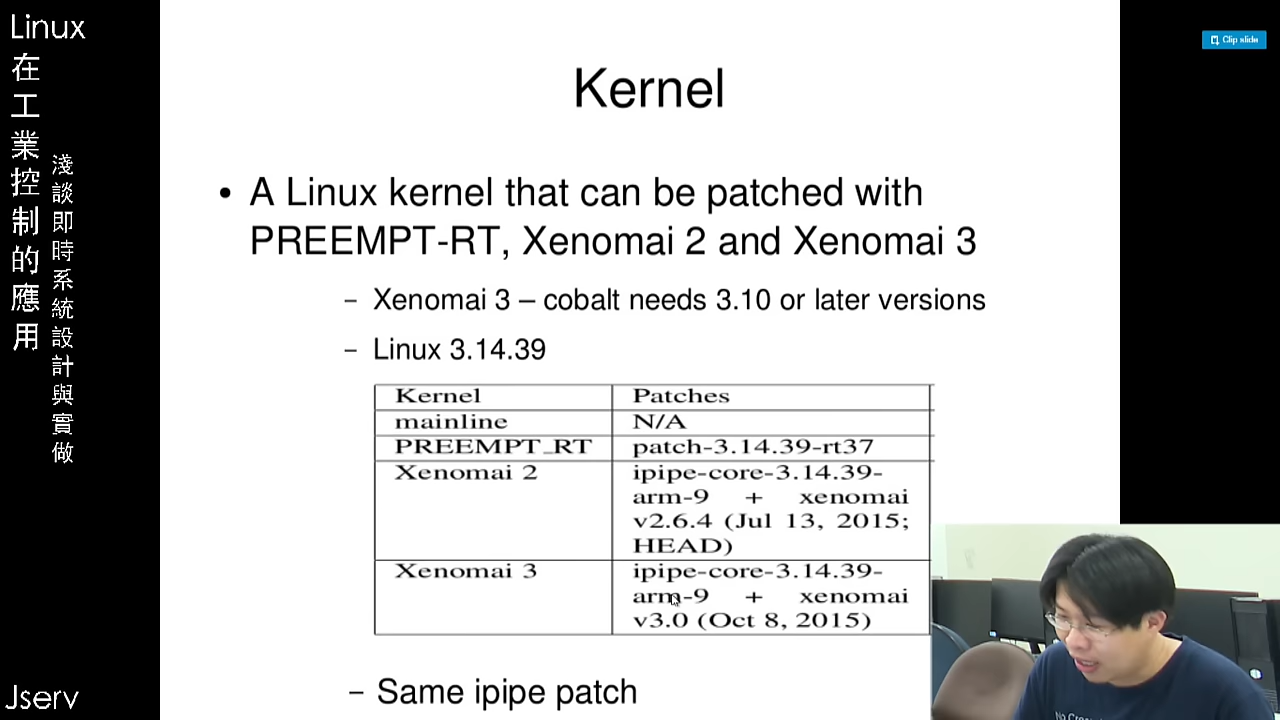 Linux
在工業控制的應用
淺談即時系統設計與實做
Jserv
Clip slide
Kernel
• A Linux kernel that can be patched with
PREEMPT-RT, Xenomai 2 and Xenomai 3
– Xenomai 3 – cobalt needs 3.10 or later versions
– Linux 3.14.39
Kernel Patches
mainline N/A
PREEMPT_RT patch-3.14.39-rt37
Xenomai 2 ipipe-core-3.14.39-
arm-9 + xenomai
v2.6.4 (Jul 13, 2015;
HEAD)
Xenomai 3 ipipe-core-3.14.39-
arm-9 + xenomai
v3.0 (Oct 8, 2015)
– Same ipipe patch